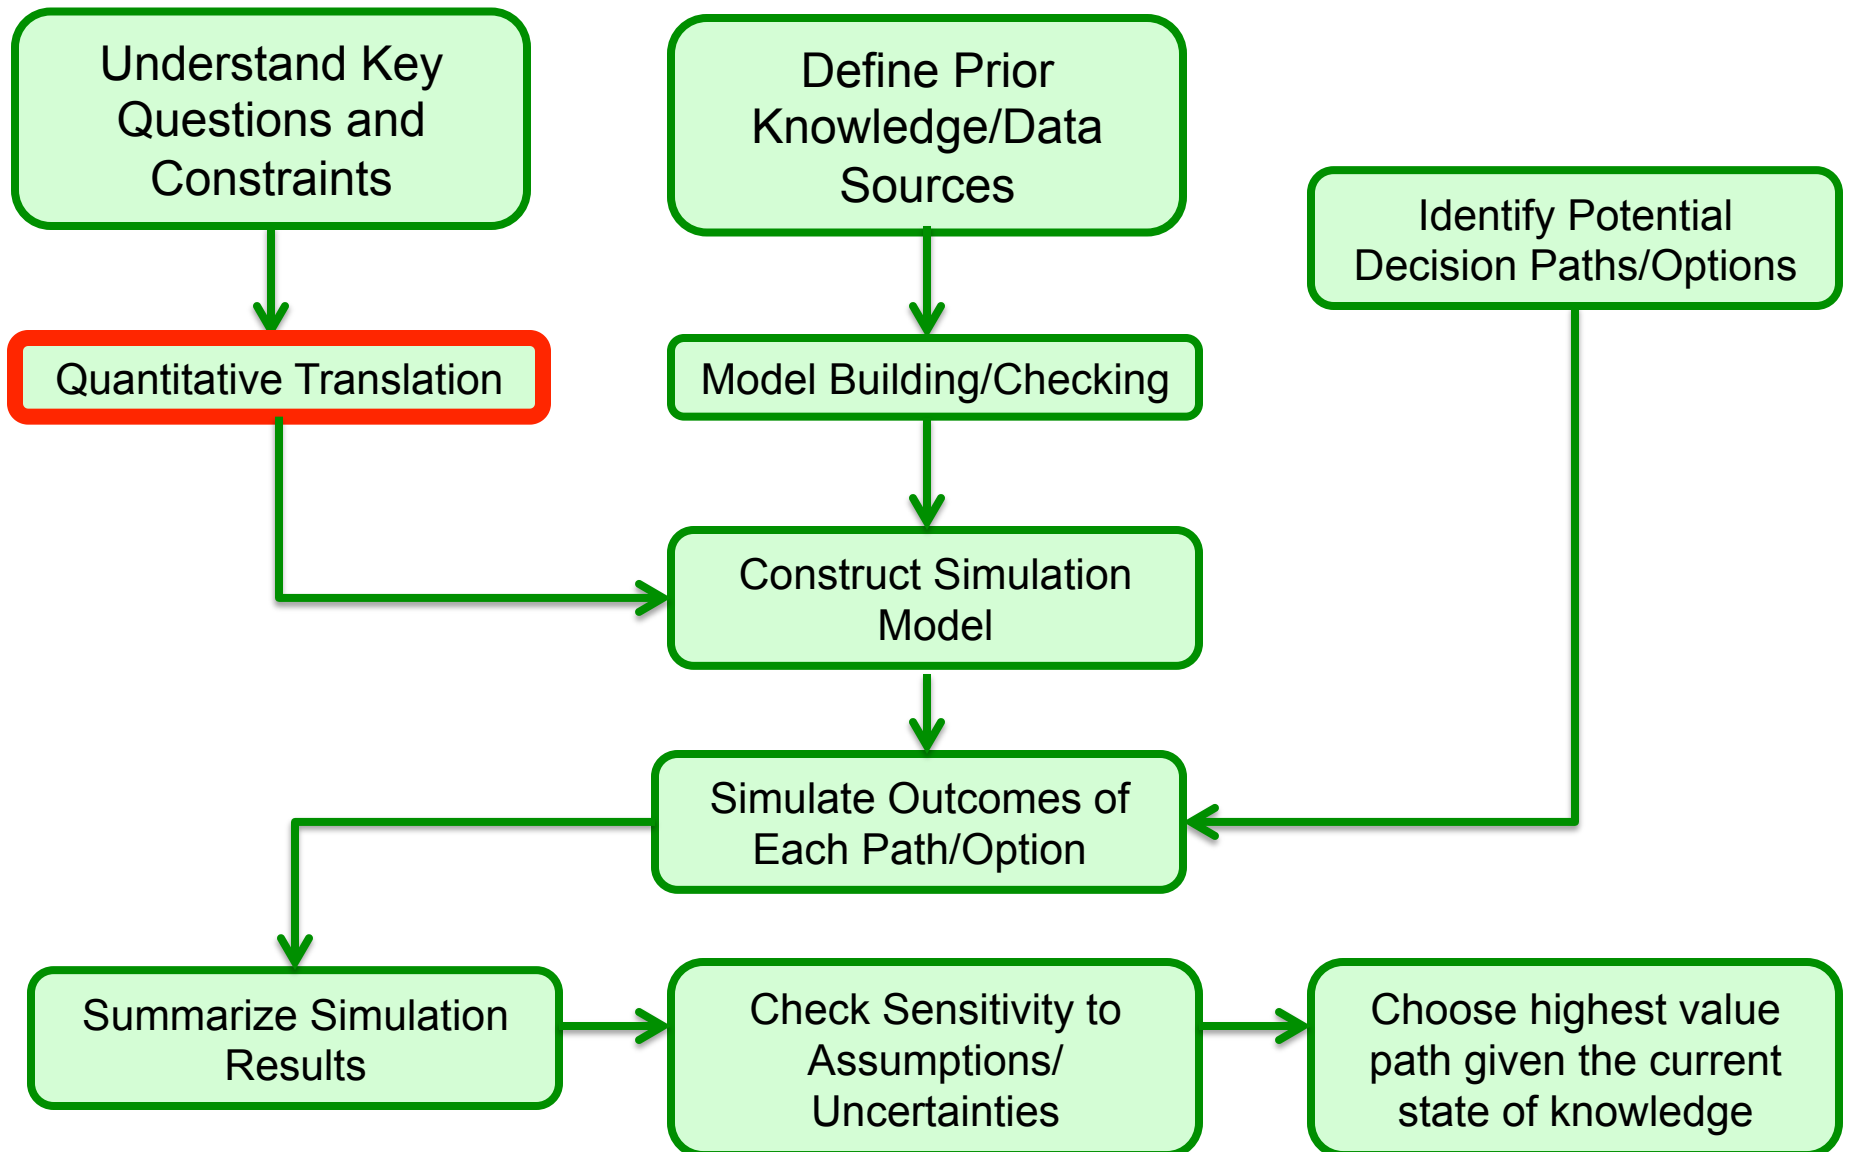 Understand Key
Questions and
Constraints
Define Prior
Knowledge/Data
Sources
Identify Potential
Decision Paths/Options
Quantitative Translation
Model Building/Checking
Construct Simulation
Model
Simulate Outcomes of
Each Path/Option
Summarize Simulation
Results
Check Sensitivity to
Assumptions/
Uncertainties
Choose highest value
path given the current
state of knowledge